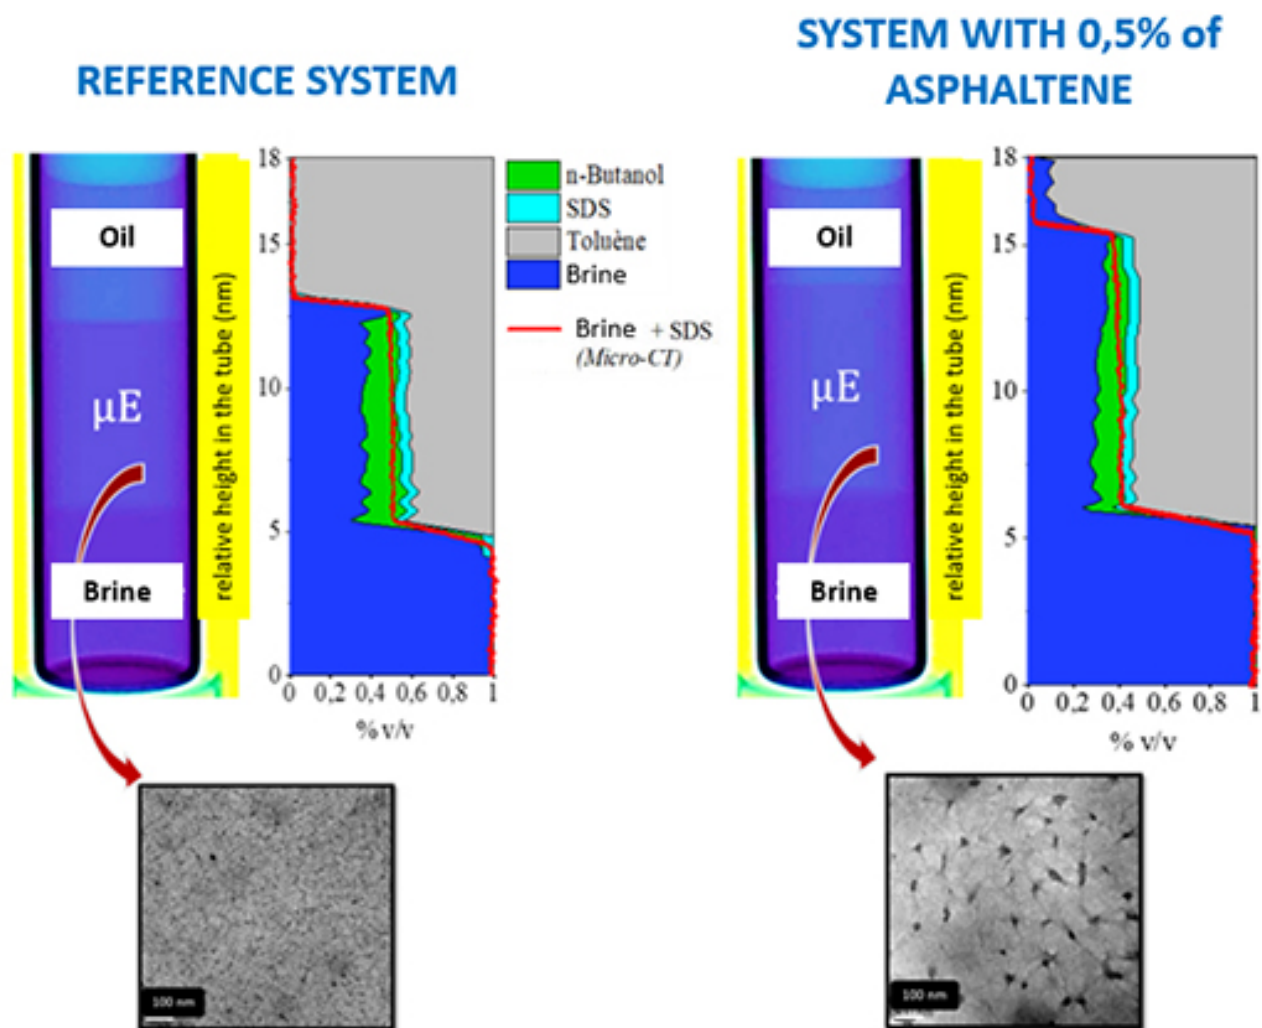 REFERENCE SYSTEM
Oil
μE
Brine
relative height in the tube (nm)
18
15
10
5
0
0 0,2 0,4 0,6 0,8 1
% v/v
n-Butanol
SDS
Toluène
Brine
Brine + SDS
(Micro-CT)
100 nm
SYSTEM WITH 0,5% of
ASPHALTENE
Oil
μE
Brine
relative height in the tube (nm)
18
15
10
5
0
0 0,2 0,4 0,6 0,8 1
% v/v
100 nm